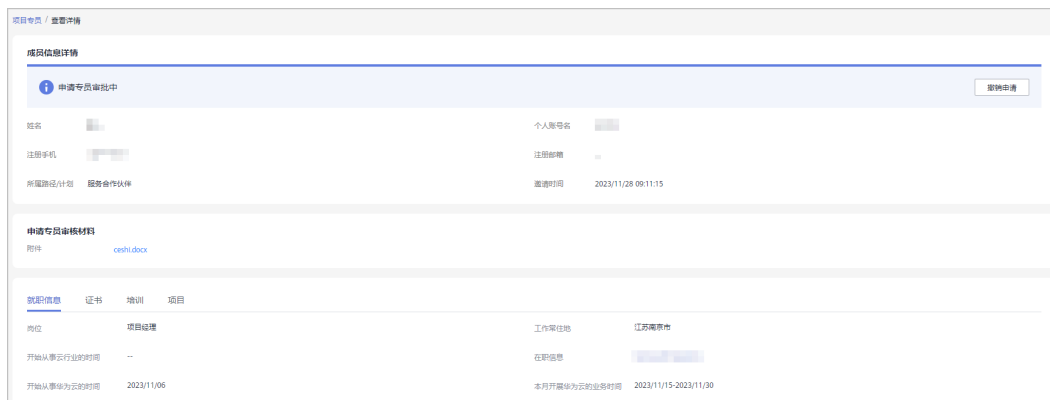 项目专员 / 查看详情
成员信息详情
申请专员审批中 撤销申请
姓名 个人账号名
注册手机 注册邮箱
所属路径/计划 服务合作伙伴 邀请时间 2023/11/28 09:11:15
申请专员审核材料
附件 ceshi.docx
就职信息 证书 培训 项目
岗位 项目经理 工作常住地 江苏南京市
开始从事云行业的时间 -- 在职信息
开始从事华为云的时间 2023/11/06 本月开展华为云的业务时间 2023/11/15-2023/11/30